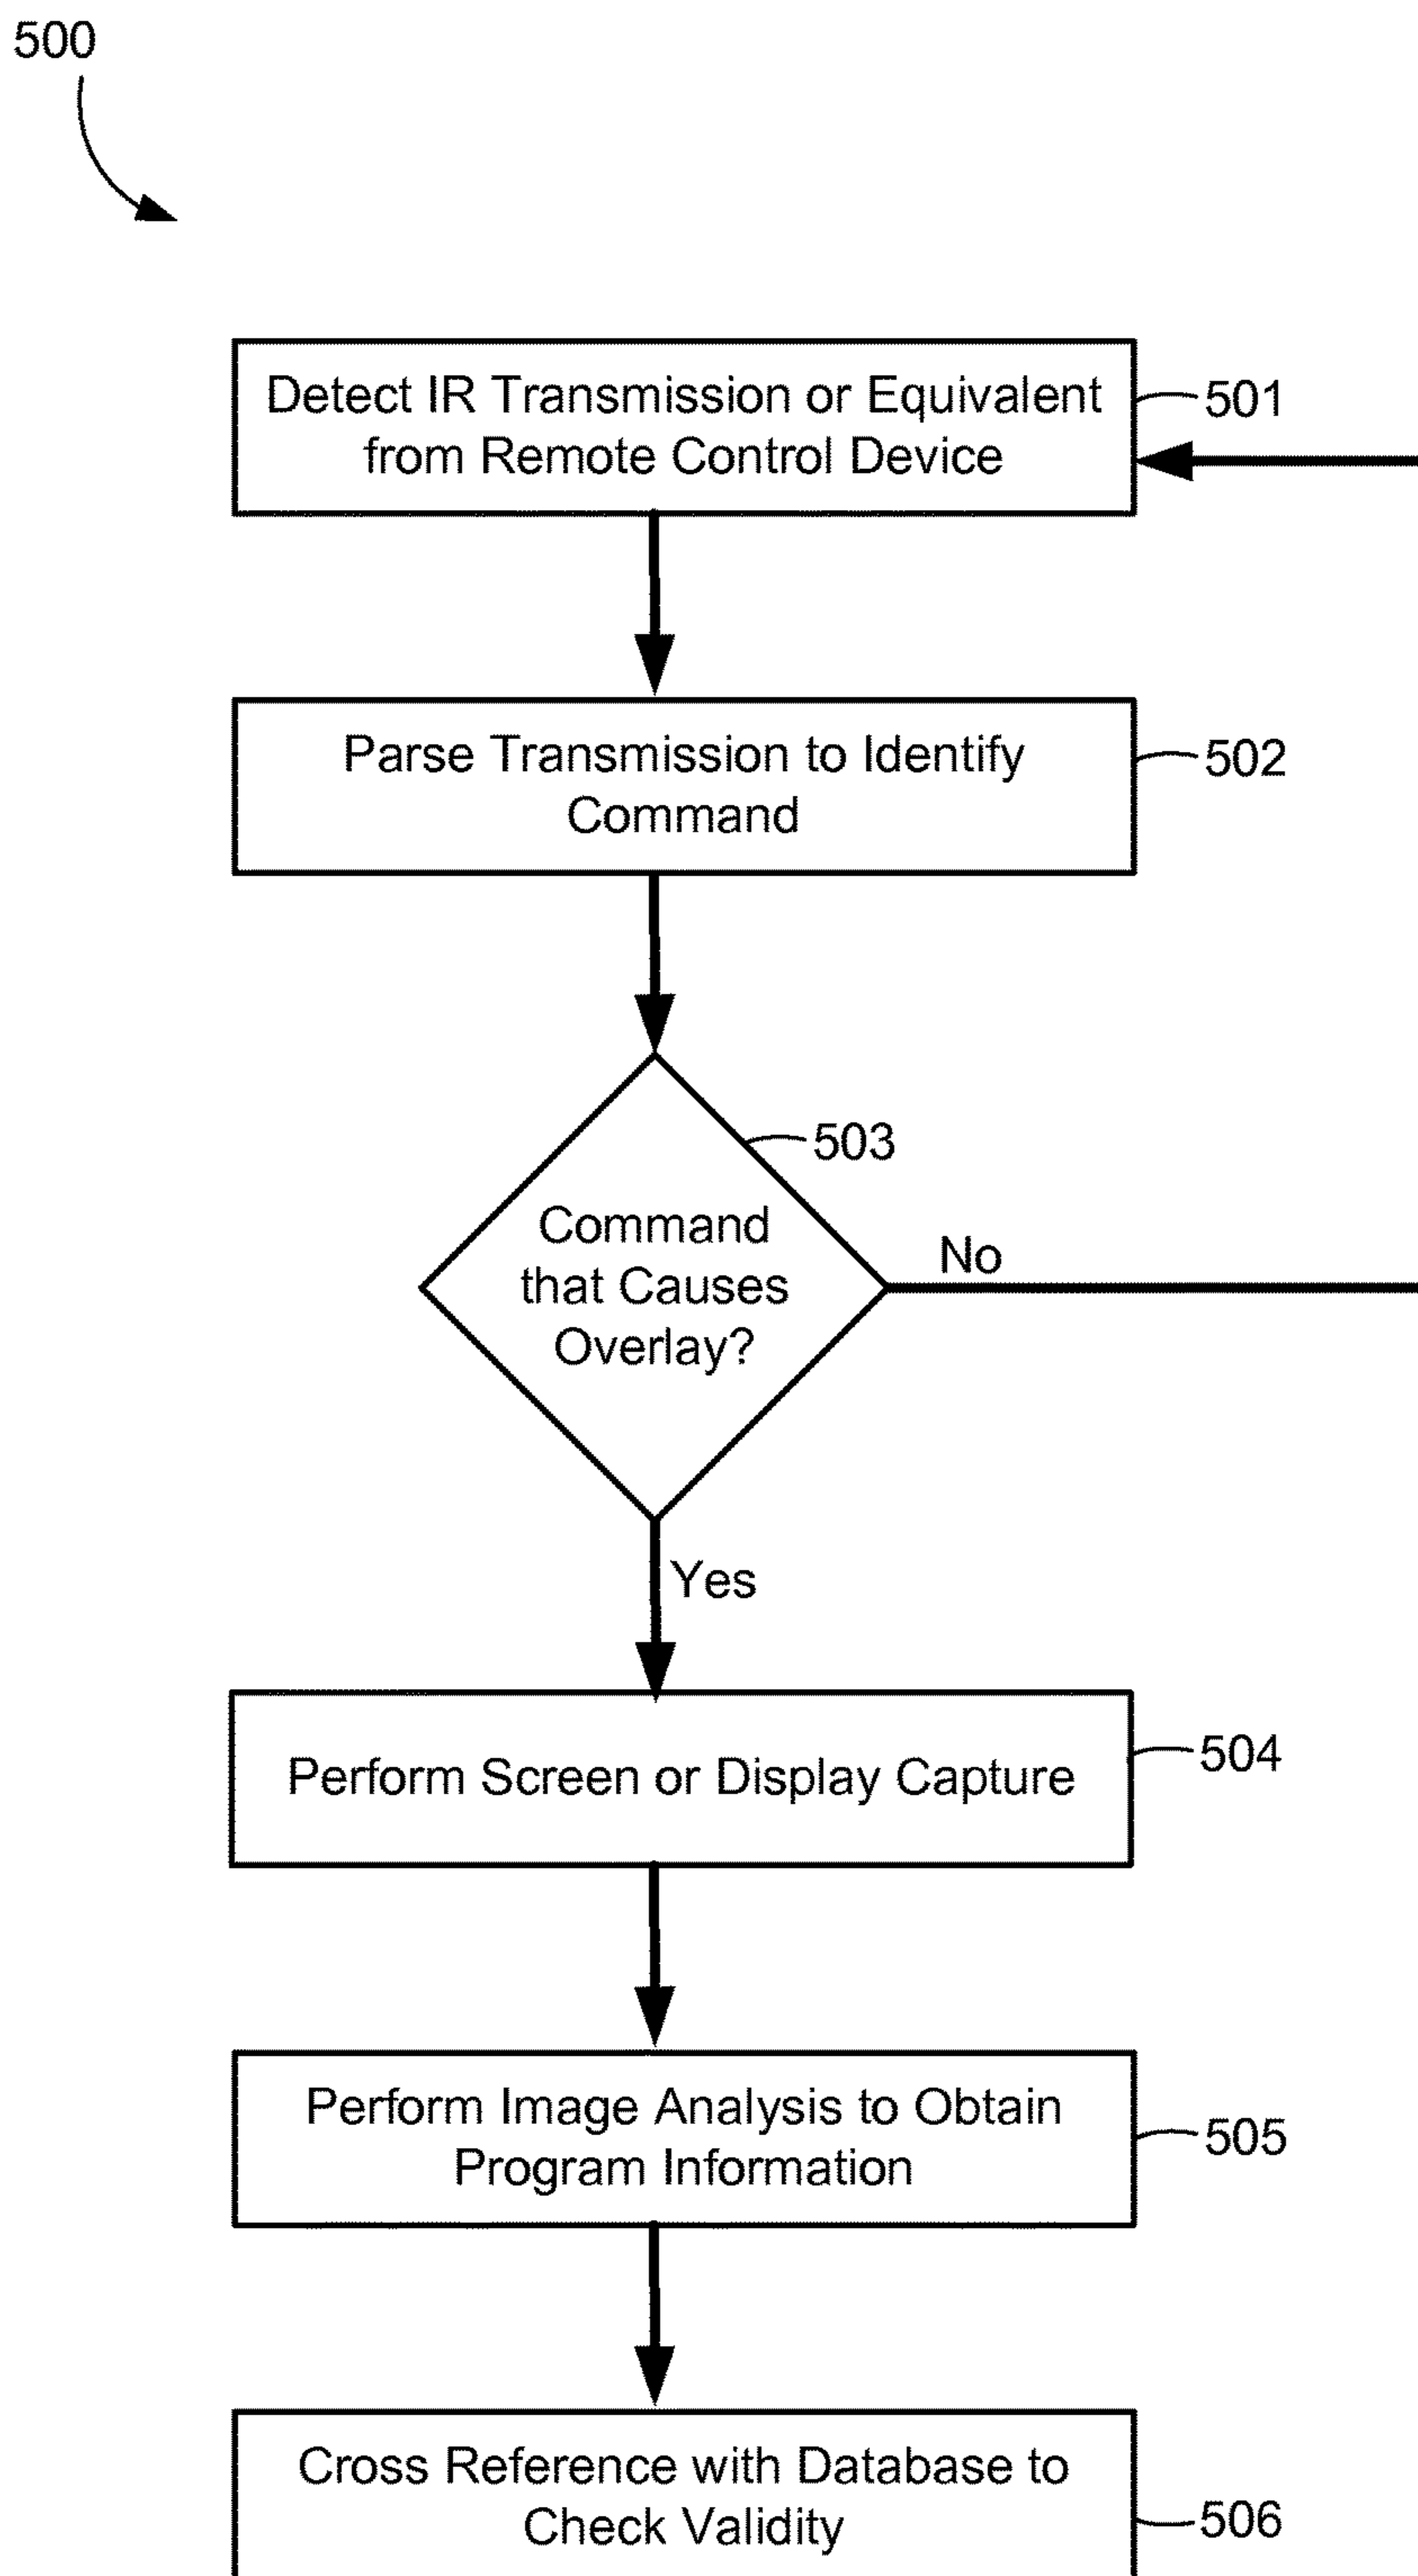 500
Detect IR Transmission or Equivalent
from Remote Control Device
501
Parse Transmission to Identify
Command
502
503
Command
that Causes
Overlay?
No
Yes
Perform Screen or Display Capture
504
Perform Image Analysis to Obtain
Program Information
505
Cross Reference with Database to
Check Validity
506